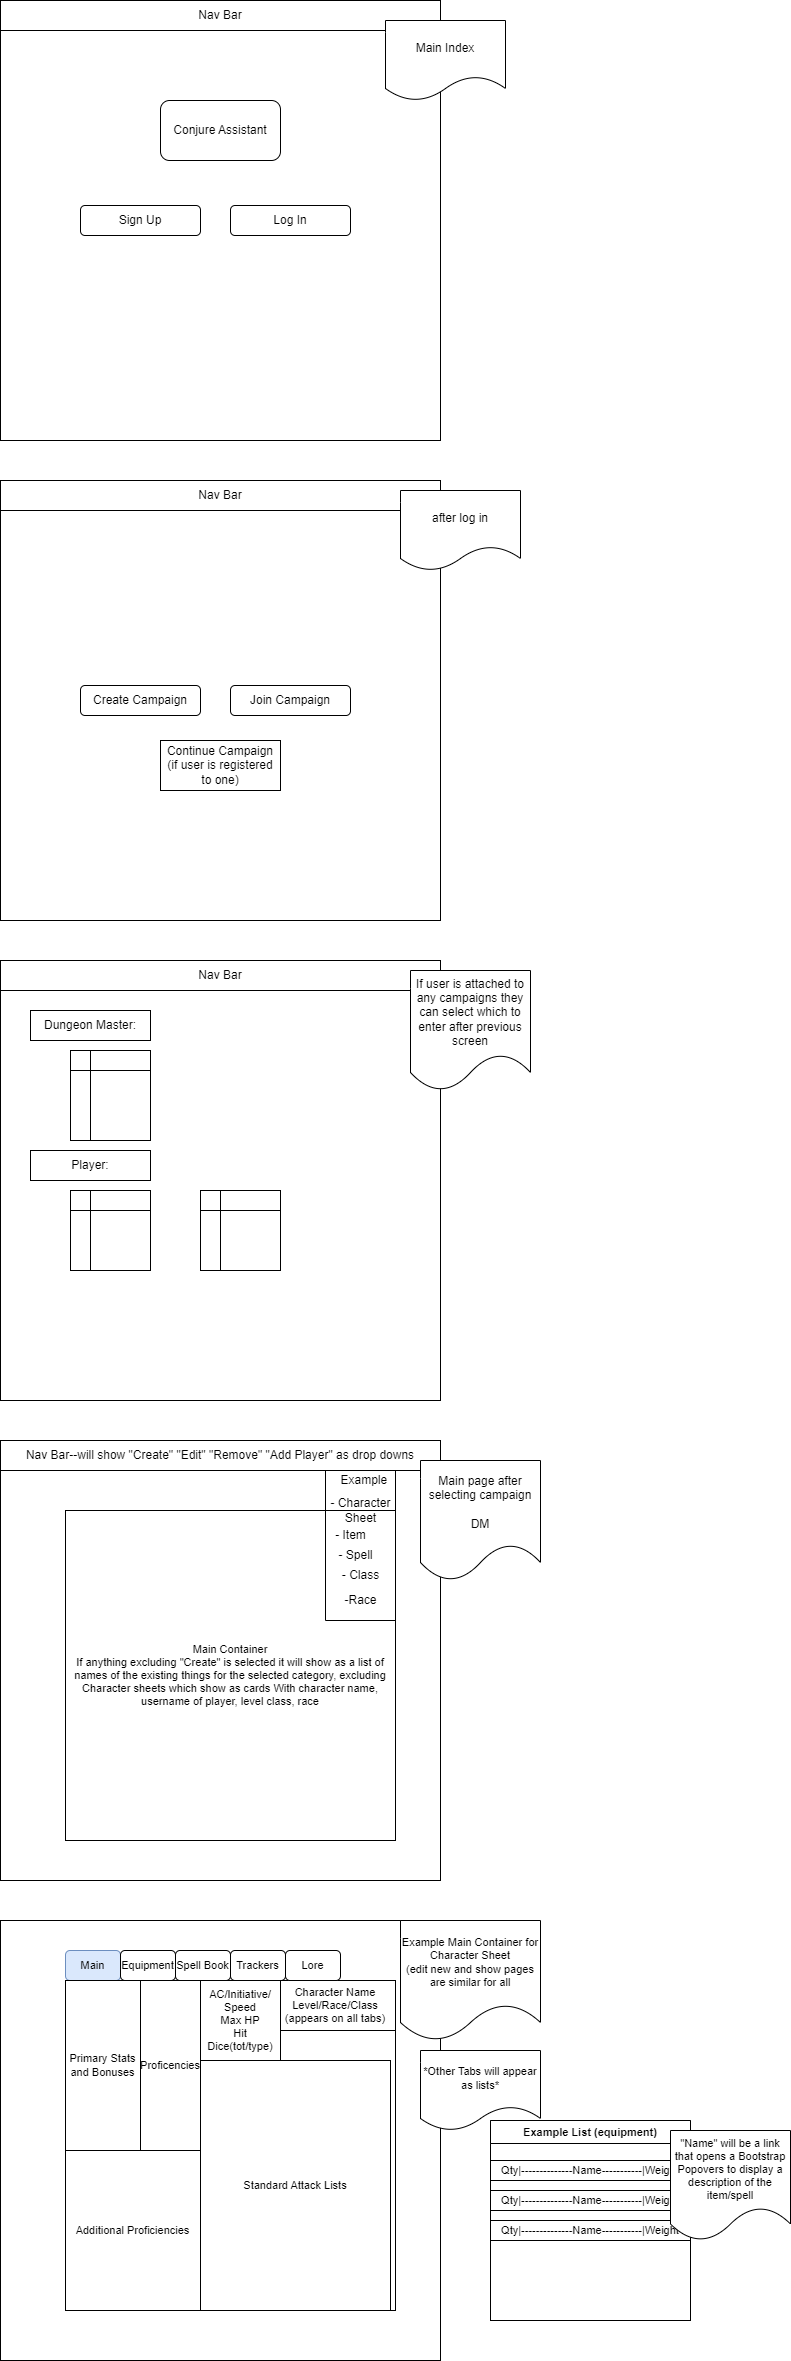 Nav Bar
Main Index
Conjure Assistant
Sign Up
Log In
Nav Bar
after log in
Create Campaign
Join Campaign
Continue Campaign
(if user is registered
to one)
Nav Bar
If user is attached to
any campaigns they
can select which to
enter after previous
screen
Dungeon Master:
Player:
Nav Bar--will show "Create" "Edit" "Remove" "Add Player" as drop downs
Main page after
selecting campaign
DM
Example
- Character
Sheet
- Item
- Spell
- Class
-Race
Main Container
If anything excluding "Create" is selected it will show as a list of
names of the existing things for the selected category, excluding
Character sheets which show as cards With character name,
username of player, level class, race
Example Main Container for
Character Sheet
(edit new and show pages
are similar for all
Main
Equipment
Spell Book
Trackers
Lore
AC/Initiative/
Speed
Max HP
Hit
Dice(tot/type)
Character Name
Level/Race/Class
(appears on all tabs)
Primary Stats
and Bonuses
Proficencies
*Other Tabs will appear
as lists*
Standard Attack Lists
Additional Proficiencies
Example List (equipment)
Qty|--------------Name-----------|Weig
Qty|--------------Name-----------|Weig
Qty|--------------Name-----------|Weight
"Name" will be a link
that opens a Bootstrap
Popovers to display a
description of the
item/spell